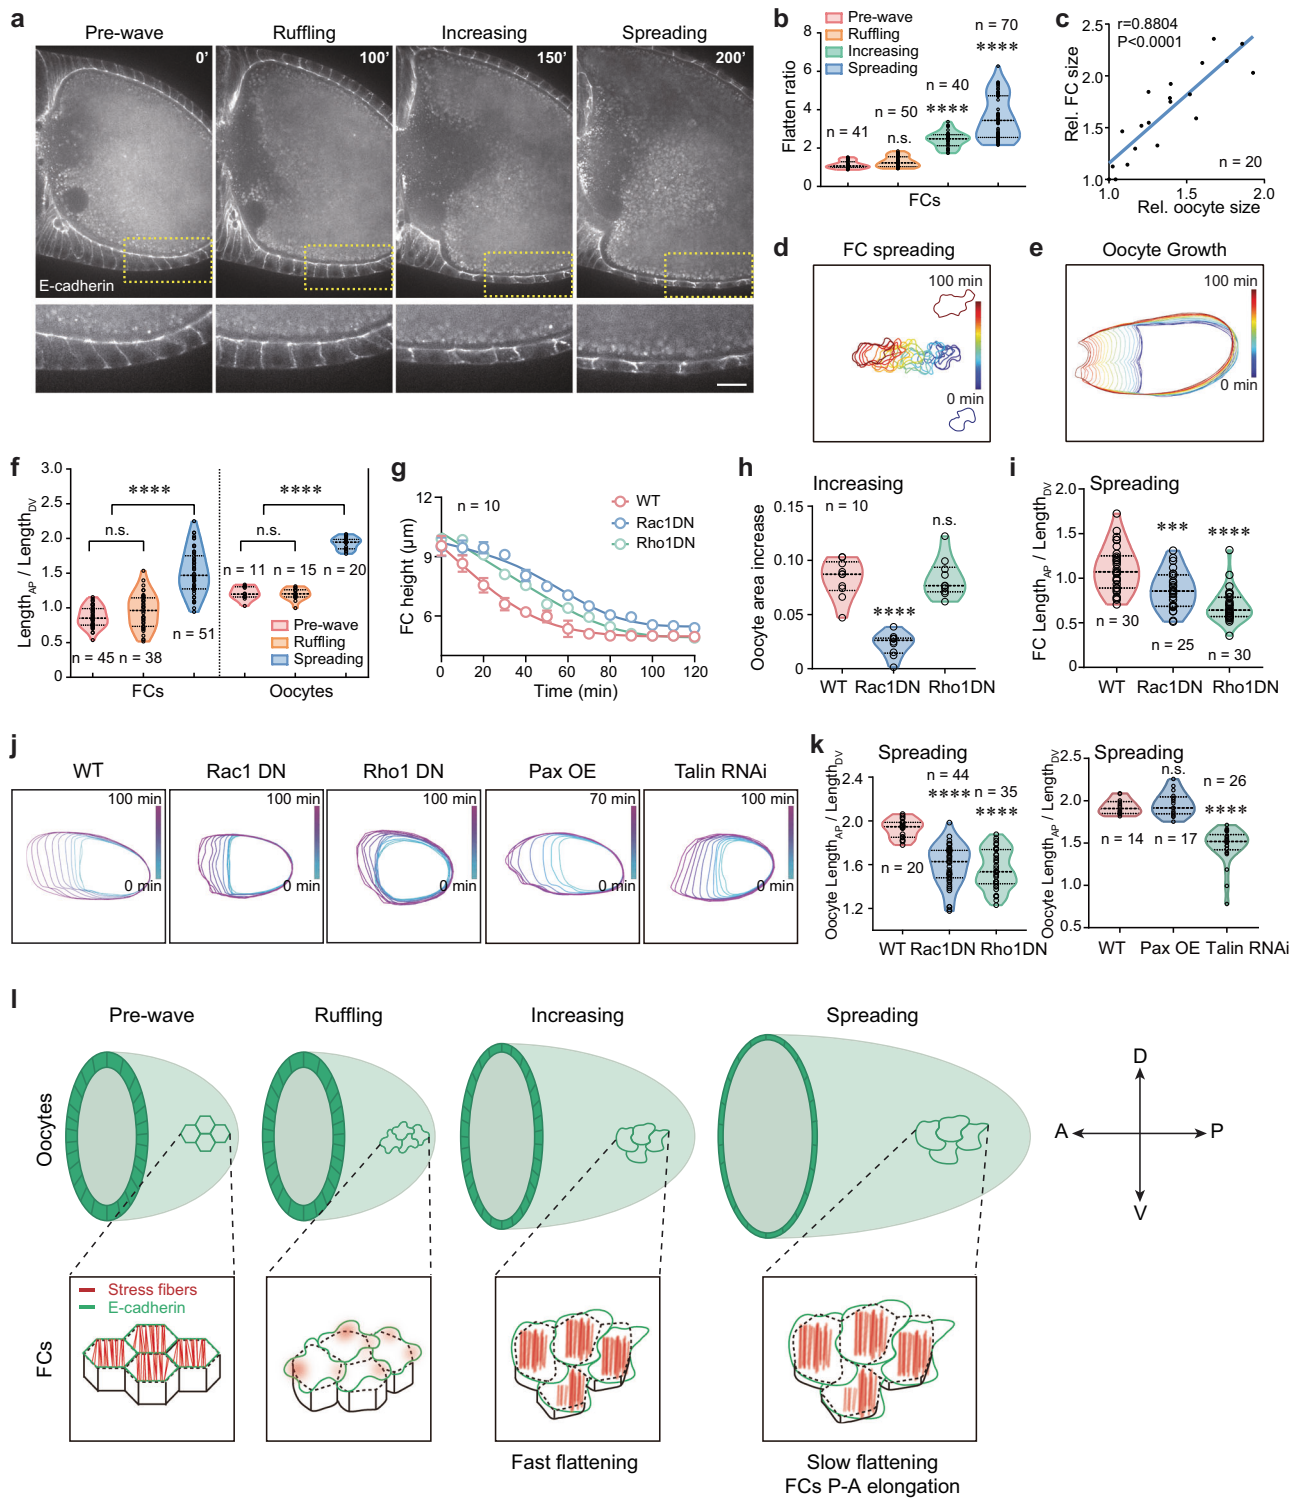 a
Pre-wave
Ruffling
Increasing
Spreading
0'
100'
150'
200'
E-cadherin
b
Pre-wave
Ruffling
Increasing
Spreading
n = 70
****
n = 40
****
n = 50
n.s.
n = 41
Flatten ratio
8
6
4
2
0
FCs
c
r=0.8804
P<0.0001
n = 20
Rel. FC size
2.5
2.0
1.5
1.0
1.0
1.5
2.0
Rel. oocyte size
d
FC spreading
100 min
0 min
e
Oocyte Growth
100 min
0 min
f
Length_AP / Length_DV
3.0
2.5
2.0
1.5
1.0
0.5
0
****
n.s.
n = 45
n = 38
n = 51
****
n.s.
n = 11
n = 15
n = 20
Pre-wave
Ruffling
Spreading
FCs
Oocytes
g
n = 10
WT
Rac1DN
Rho1DN
FC height (μm)
12
9
6
0
20
40
60
80
100
120
Time (min)
h
Increasing
n = 10
n.s.
****
Oocyte area increase
0.15
0.10
0.05
0
WT
Rac1DN
Rho1DN
i
Spreading
***
****
n = 30
n = 25
n = 30
FC Length_AP / Length_DV
2.0
1.5
1.0
0.5
0
WT
Rac1DN
Rho1DN
j
WT
Rac1 DN
Rho1 DN
Pax OE
Talin RNAi
100 min
0 min
100 min
0 min
100 min
0 min
70 min
0 min
100 min
0 min
k
Spreading
n = 44
****
n = 35
****
n = 20
Oocyte Length_AP / Length_DV
2.4
2.0
1.6
1.2
WT
Rac1DN
Rho1DN
Spreading
n.s.
n = 26
****
n = 14
n = 17
Oocyte Length_AP / Length_DV
2.5
2.0
1.5
1.0
0.5
WT
Pax OE
Talin RNAi
l
Pre-wave
Ruffling
Increasing
Spreading
Oocytes
D
A
P
V
Stress fibers
E-cadherin
FCs
Fast flattening
Slow flattening
FCs P-A elongation